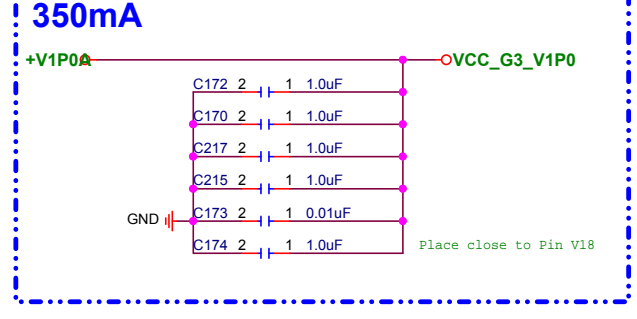 350mA
+V1P0A VCC_G3_V1P0
C172 2 1 1.0uF
C170 2 1 1.0uF
C217 2 1 1.0uF
C215 2 1 1.0uF
GND C173 2 1 0.01uF
C174 2 1 1.0uF Place close to Pin V18